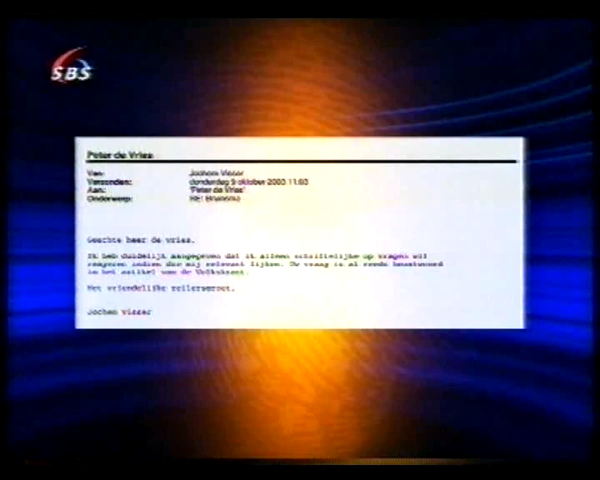 SBS
Peter de Vries
Van: Jochem Visser
Verzonden: donderdag 9 oktober 2003 11:03
Aan: 'Peter de Vries'
Onderwerp: RE: Bruinsma
Geachte heer de vries,
Ik heb duidelijk aangegeven dat ik alleen schriftelijke op vragen wil
reageren indien die mij relevant lijken. Uw vraag is al reeds beantwoord
in het artikel van de Volkskrant.
Met vriendelijke zeilersgroet,
Jochem Visser